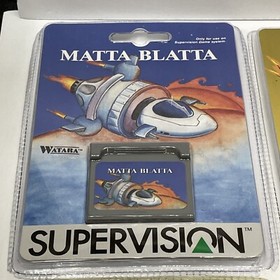 Only for use on
Supervision Game system
MATTA BLATTA
WATARA
MATTA BLATTA
SUPERVISION